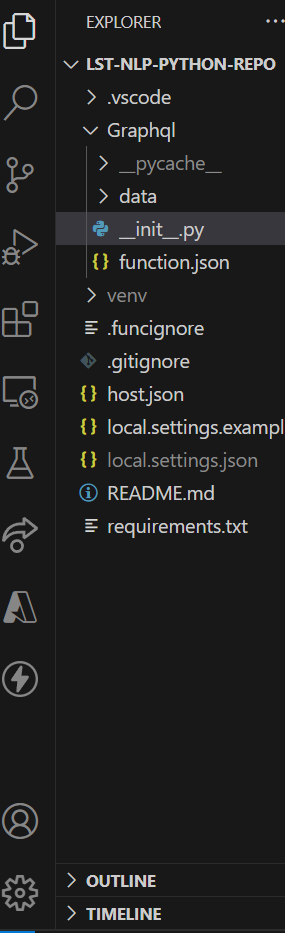 EXPLORER
LST-NLP-PYTHON-REPO
.vscode
Graphql
__pycache__
data
__init__.py
{} function.json
venv
.funcignore
.gitignore
{} host.json
{} local.settings.exampl
{} local.settings.json
README.md
requirements.txt
OUTLINE
TIMELINE